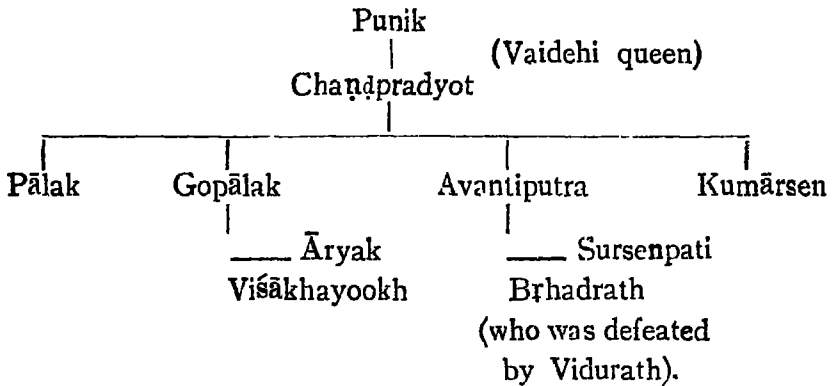 Punik
(Vaidehi queen)
Chaṇḍpradyot
Pālak Gopālak Avantiputra Kumārsen
Āryak Sursenpati
Viśākhayookh Bṛhadrath
(who was defeated
by Vidurath).